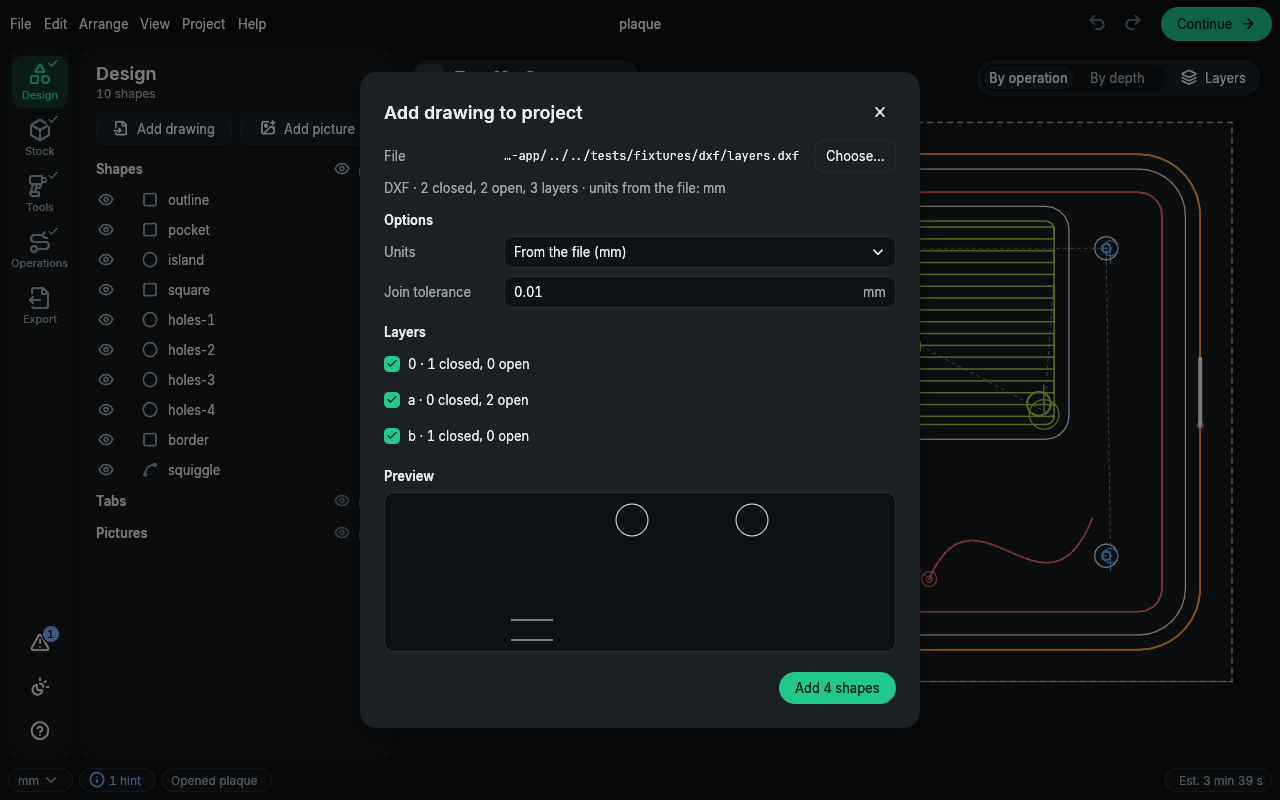 File Edit Arrange View Project Help
plaque
Continue
Design
10 shapes
Add drawing
Add picture
By operation
By depth
Layers
Design
Stock
Tools
Operations
Export
Shapes
outline
pocket
island
square
holes-1
holes-2
holes-3
holes-4
border
squiggle
Tabs
Pictures
Add drawing to project
File
…-app/../../tests/fixtures/dxf/layers.dxf
Choose...
DXF · 2 closed, 2 open, 3 layers · units from the file: mm
Options
Units
From the file (mm)
Join tolerance
0.01
mm
Layers
0 · 1 closed, 0 open
a · 0 closed, 2 open
b · 1 closed, 0 open
Preview
Add 4 shapes
1
mm
1 hint
Opened plaque
Est. 3 min 39 s